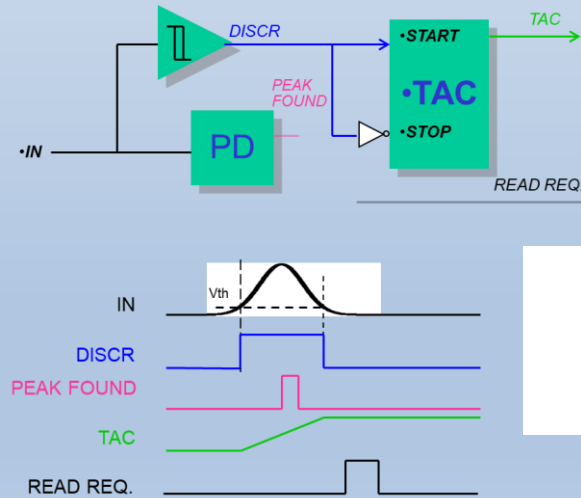 DISCR
•START
TAC
PEAK
FOUND
•TAC
PD
•STOP
•IN
READ REQ.
Vth
IN
DISCR
PEAK FOUND
TAC
READ REQ.